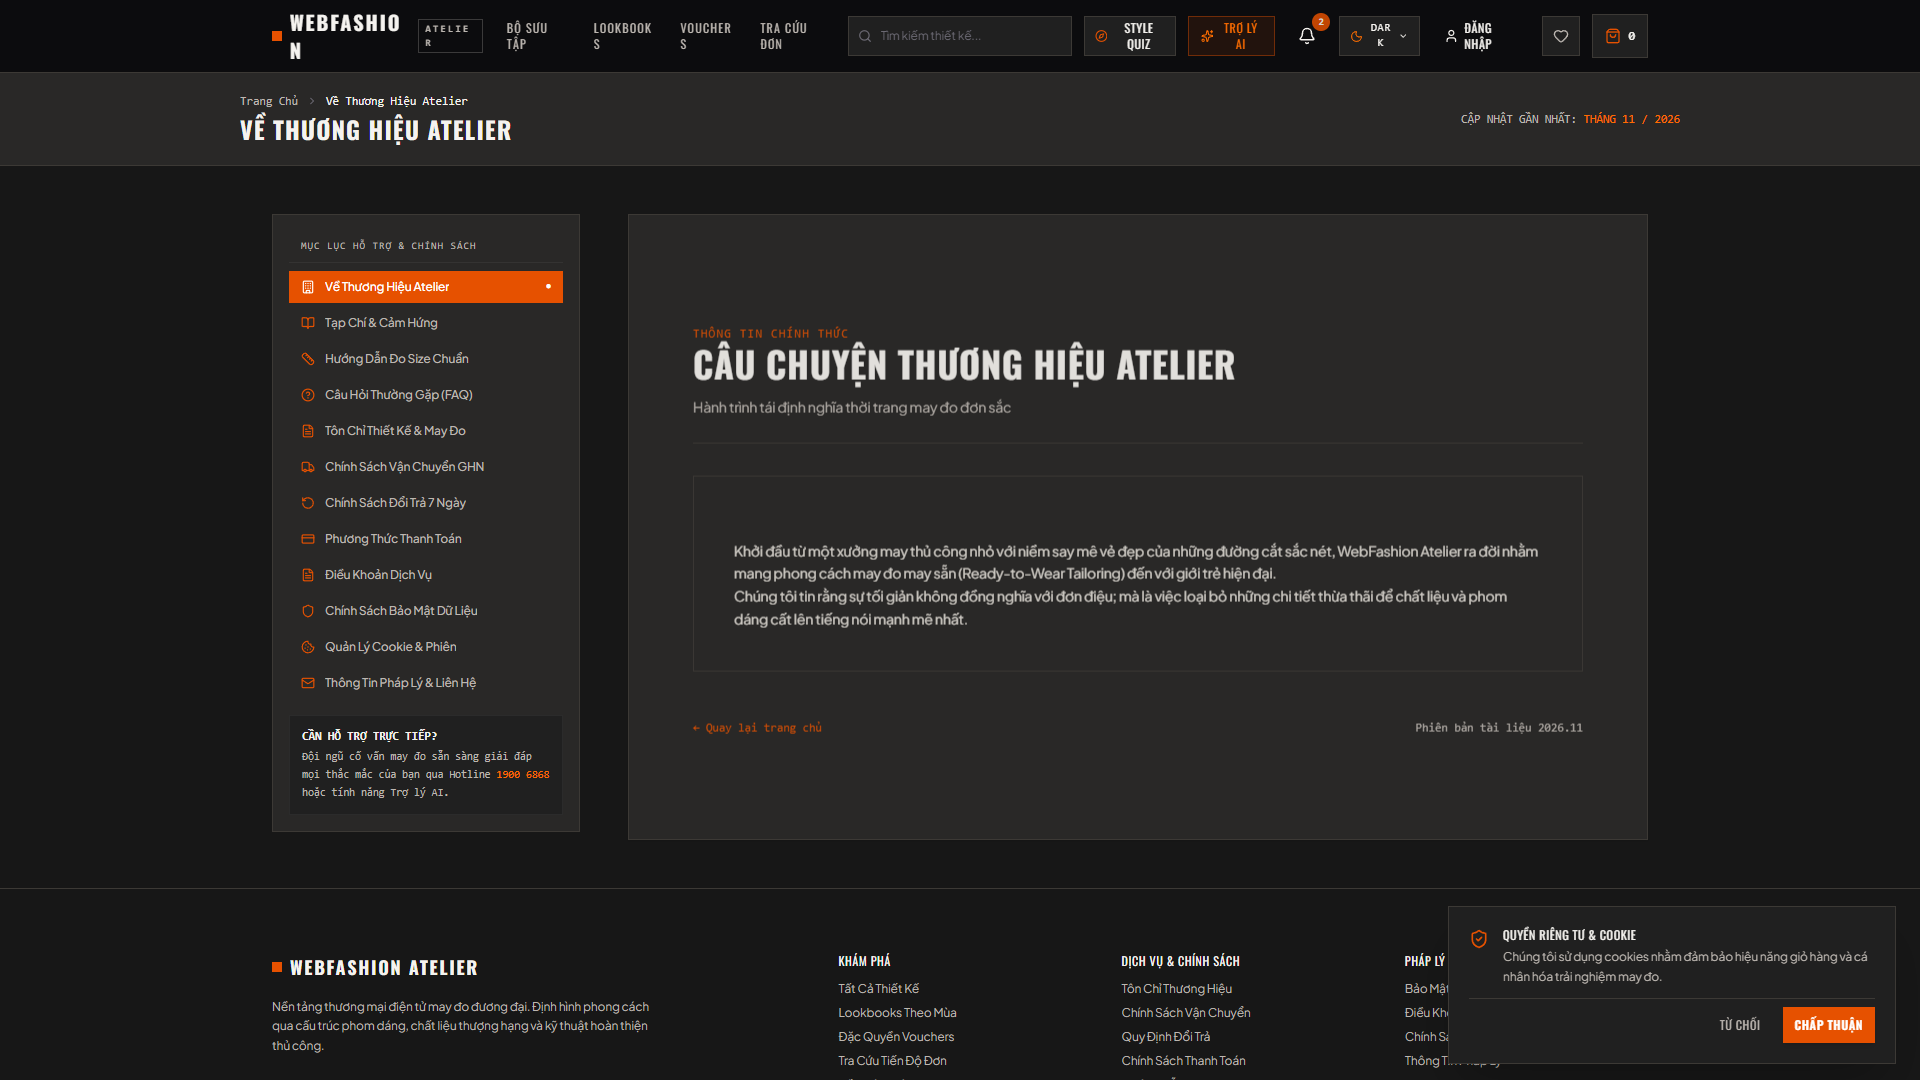 WEBFASHIO
N
ATELIE
R
BỘ SƯU
TẬP
LOOKBOOK
S
VOUCHER
S
TRA CỨU
ĐƠN
Tìm kiếm thiết kế...
STYLE
QUIZ
TRỢ LÝ
AI
2
DAR
K
ĐĂNG
NHẬP
0
Trang Chủ > Về Thương Hiệu Atelier
VỀ THƯƠNG HIỆU ATELIER
CẬP NHẬT GẦN NHẤT: THÁNG 11 / 2026
MỤC LỤC HỖ TRỢ & CHÍNH SÁCH
Về Thương Hiệu Atelier
Tạp Chí & Cảm Hứng
Hướng Dẫn Đo Size Chuẩn
Câu Hỏi Thường Gặp (FAQ)
Tôn Chỉ Thiết Kế & May Đo
Chính Sách Vận Chuyển GHN
Chính Sách Đổi Trả 7 Ngày
Phương Thức Thanh Toán
Điều Khoản Dịch Vụ
Chính Sách Bảo Mật Dữ Liệu
Quản Lý Cookie & Phiên
Thông Tin Pháp Lý & Liên Hệ
CẦN HỖ TRỢ TRỰC TIẾP?
Đội ngũ cố vấn may đo sẵn sàng giải đáp
mọi thắc mắc của bạn qua Hotline 1900 6868
hoặc tính năng Trợ lý AI.
THÔNG TIN CHÍNH THỨC
CÂU CHUYỆN THƯƠNG HIỆU ATELIER
Hành trình tái định nghĩa thời trang may đo đơn sắc
Khởi đầu từ một xưởng may thủ công nhỏ với niềm say mê vẻ đẹp của những đường cắt sắc nét, WebFashion Atelier ra đời nhằm
mang phong cách may đo may sẵn (Ready-to-Wear Tailoring) đến với giới trẻ hiện đại.
Chúng tôi tin rằng sự tối giản không đồng nghĩa với đơn điệu; mà là việc loại bỏ những chi tiết thừa thãi để chất liệu và phom
dáng cất lên tiếng nói mạnh mẽ nhất.
← Quay lại trang chủ
Phiên bản tài liệu 2026.11
WEBFASHION ATELIER
Nền tảng thương mại điện tử may đo đương đại. Định hình phong cách
qua cấu trúc phom dáng, chất liệu thượng hạng và kỹ thuật hoàn thiện
thủ công.
KHÁM PHÁ
Tất Cả Thiết Kế
Lookbooks Theo Mùa
Đặc Quyền Vouchers
Tra Cứu Tiến Độ Đơn
DỊCH VỤ & CHÍNH SÁCH
Tôn Chỉ Thương Hiệu
Chính Sách Vận Chuyển
Quy Định Đổi Trả
Chính Sách Thanh Toán
PHÁP LÝ
Bảo Mật
Điều
Chính
Thông
QUYỀN RIÊNG TƯ & COOKIE
Chúng tôi sử dụng cookies nhằm đảm bảo hiệu năng giỏ hàng và cá
nhân hóa trải nghiệm may đo.
TỪ CHỐI
CHẤP THUẬN